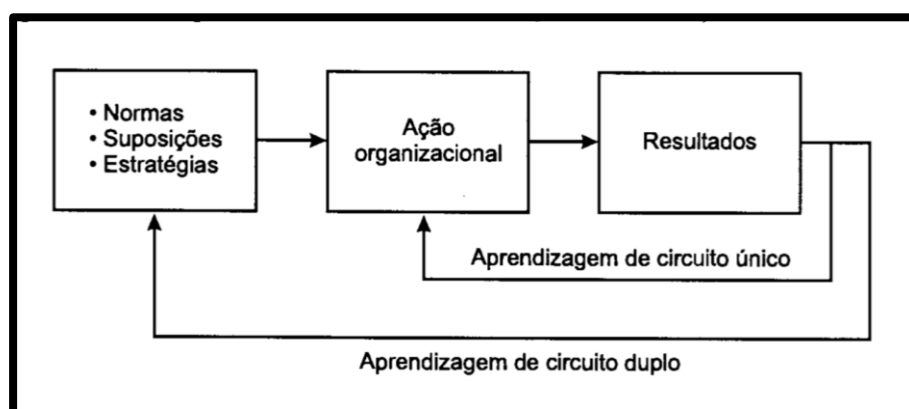 • Normas
• Suposições
• Estratégias
Ação
organizacional
Resultados
Aprendizagem de circuito único
Aprendizagem de circuito duplo